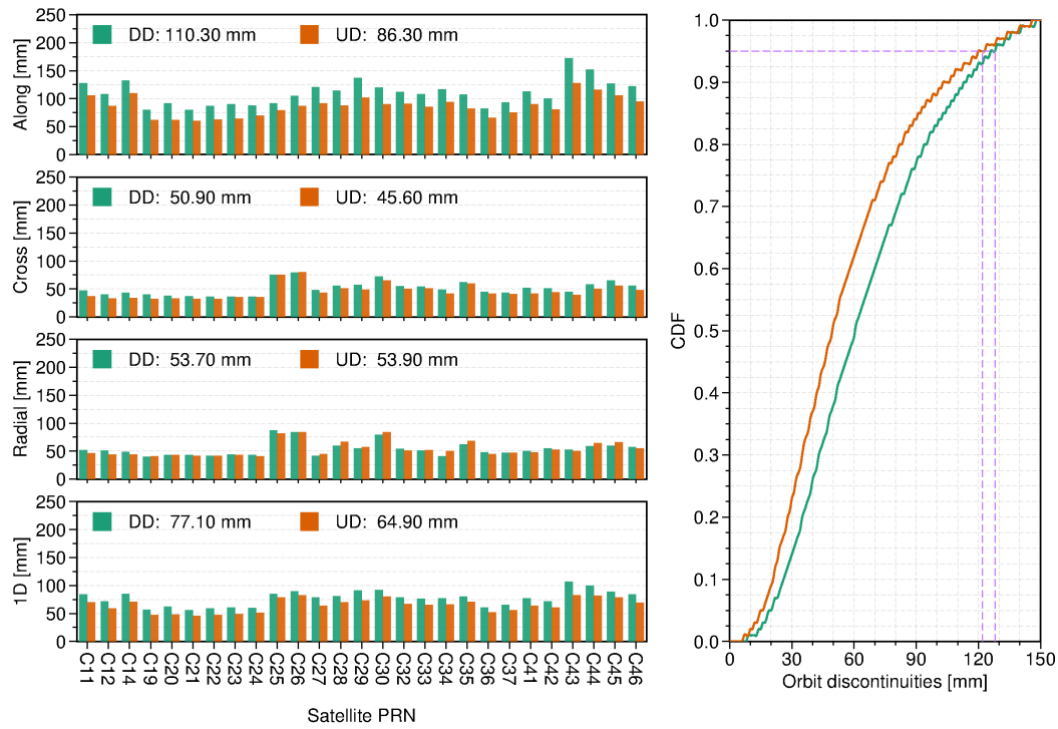 250
200
150
100
50
0
Along [mm]
DD: 110.30 mm UD: 86.30 mm
250
200
150
100
50
0
Cross [mm]
DD: 50.90 mm UD: 45.60 mm
250
200
150
100
50
0
Radial [mm]
DD: 53.70 mm UD: 53.90 mm
250
200
150
100
50
0
1D [mm]
DD: 77.10 mm UD: 64.90 mm
C11 C12 C14 C19 C20 C21 C22 C23 C24 C25 C26 C27 C28 C29 C30 C32 C33 C34 C35 C36 C37 C41 C42 C43 C44 C45 C46
Satellite PRN
1.0
0.9
0.8
0.7
0.6
0.5
0.4
0.3
0.2
0.1
0.0
CDF
0 30 60 90 120 150
Orbit discontinuities [mm]